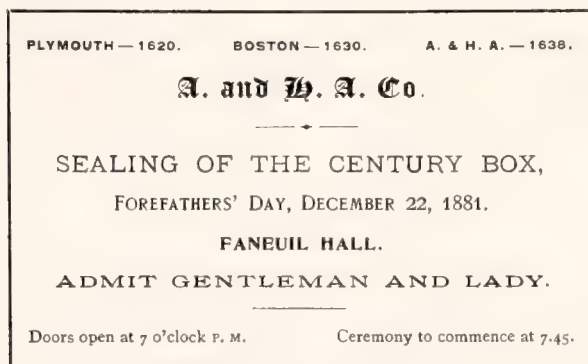 PLYMOUTH — 1620. BOSTON — 1630. A. & H. A. — 1638.
A. and H. A. Co.
SEALING OF THE CENTURY BOX,
FOREFATHERS' DAY, DECEMBER 22, 1881.
FANEUIL HALL.
ADMIT GENTLEMAN AND LADY.
Doors open at 7 o'clock P. M. Ceremony to commence at 7.45.